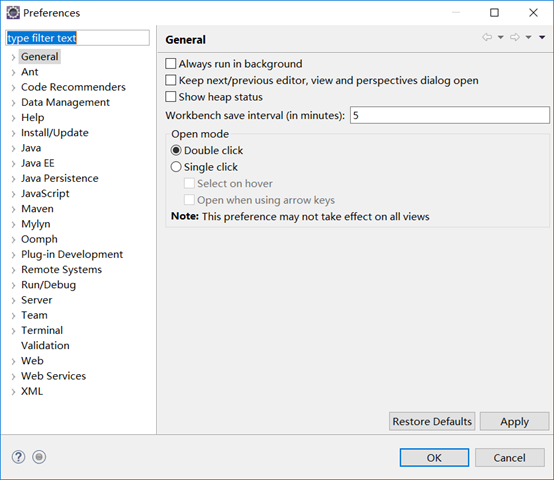 Preferences
type filter text
General
Ant
Code Recommenders
Data Management
Help
Install/Update
Java
Java EE
Java Persistence
JavaScript
Maven
Mylyn
Oomph
Plug-in Development
Remote Systems
Run/Debug
Server
Team
Terminal
Validation
Web
Web Services
XML
General
Always run in background
Keep next/previous editor, view and perspectives dialog open
Show heap status
Workbench save interval (in minutes): 5
Open mode
Double click
Single click
Select on hover
Open when using arrow keys
Note: This preference may not take effect on all views
Restore Defaults Apply
? OK Cancel